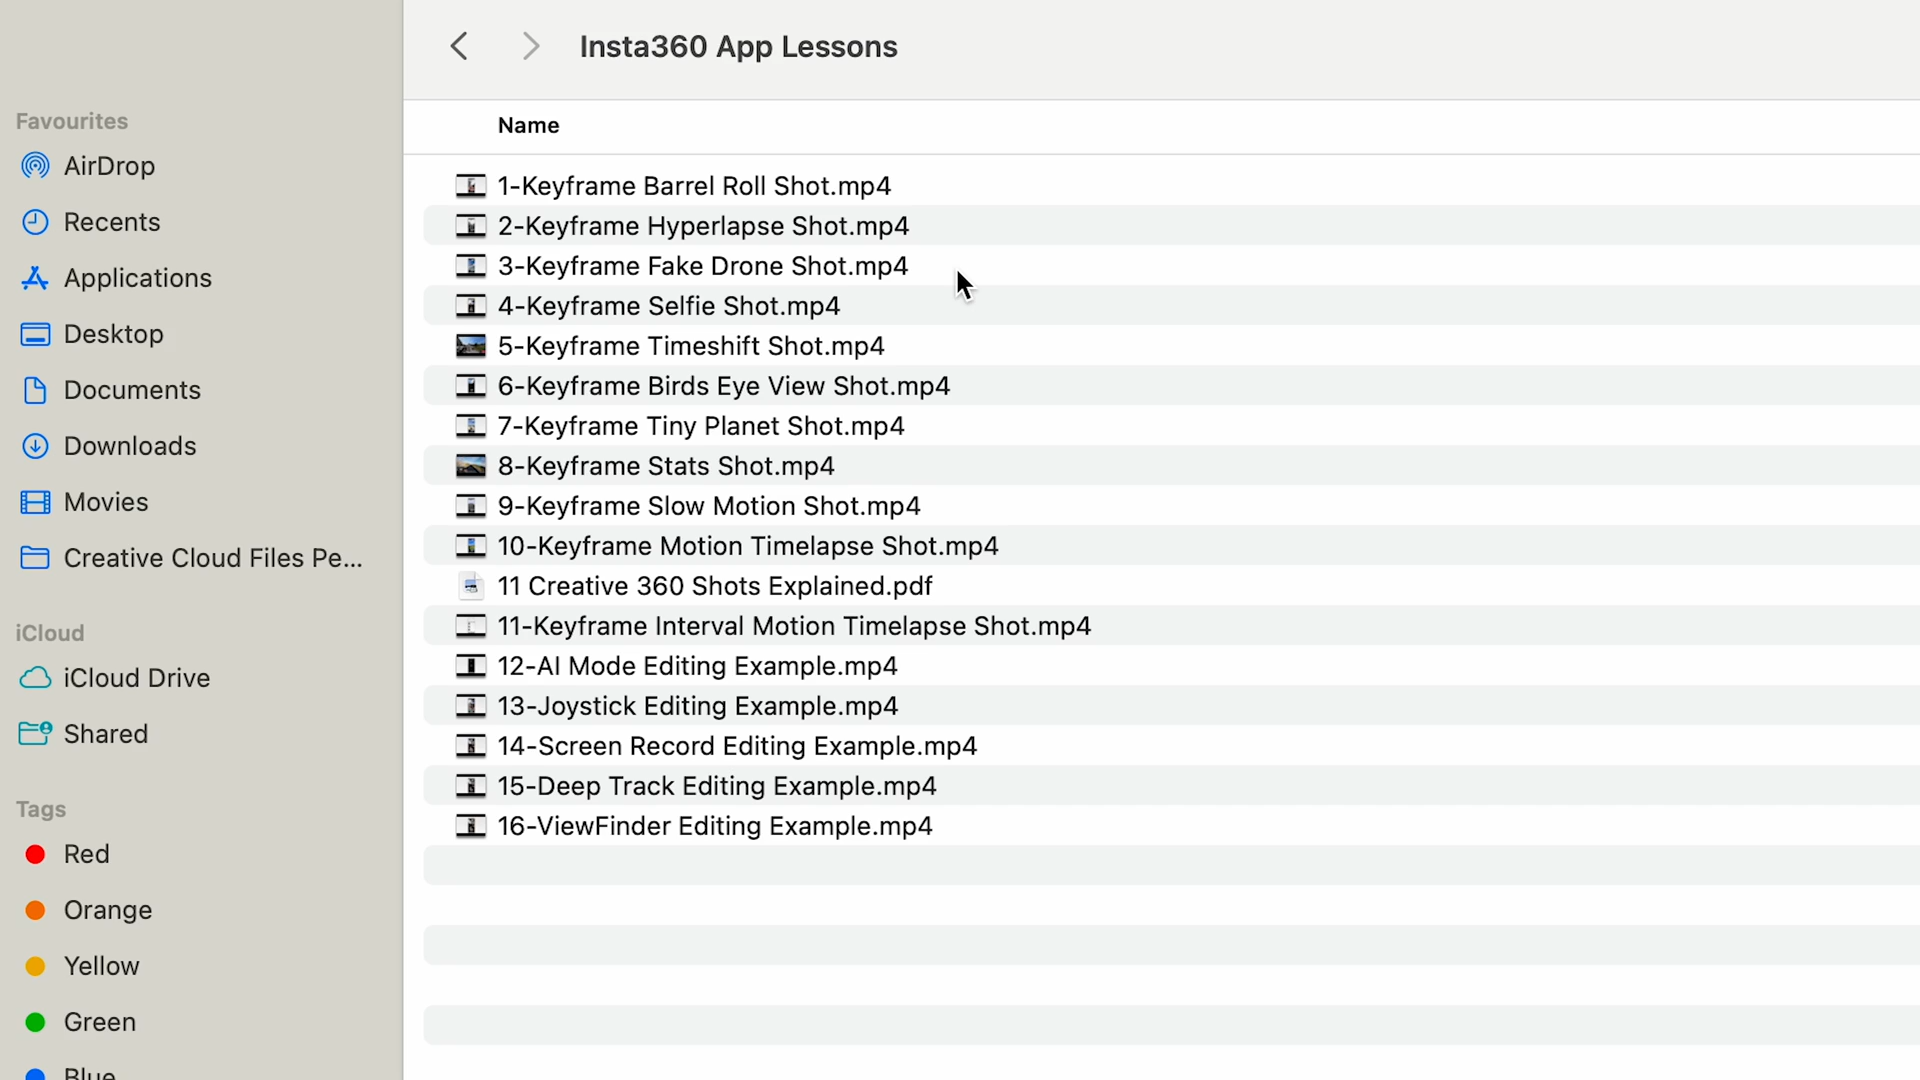 Insta360 App Lessons
Favourites
AirDrop
Recents
Applications
Desktop
Documents
Downloads
Movies
Creative Cloud Files Pe...
iCloud
iCloud Drive
Shared
Tags
Red
Orange
Yellow
Green
Blue
Name
1-Keyframe Barrel Roll Shot.mp4
2-Keyframe Hyperlapse Shot.mp4
3-Keyframe Fake Drone Shot.mp4
4-Keyframe Selfie Shot.mp4
5-Keyframe Timeshift Shot.mp4
6-Keyframe Birds Eye View Shot.mp4
7-Keyframe Tiny Planet Shot.mp4
8-Keyframe Stats Shot.mp4
9-Keyframe Slow Motion Shot.mp4
10-Keyframe Motion Timelapse Shot.mp4
11 Creative 360 Shots Explained.pdf
11-Keyframe Interval Motion Timelapse Shot.mp4
12-AI Mode Editing Example.mp4
13-Joystick Editing Example.mp4
14-Screen Record Editing Example.mp4
15-Deep Track Editing Example.mp4
16-ViewFinder Editing Example.mp4